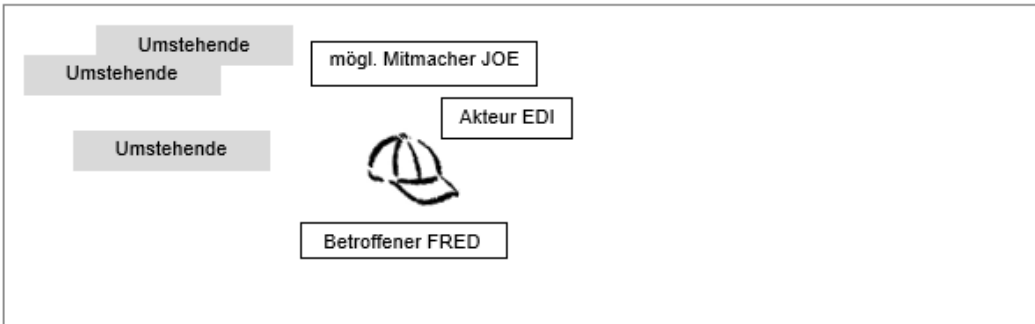 Umstehende
Umstehende
mögl. Mitmacher JOE
Akteur EDI
Umstehende
Betroffener FRED